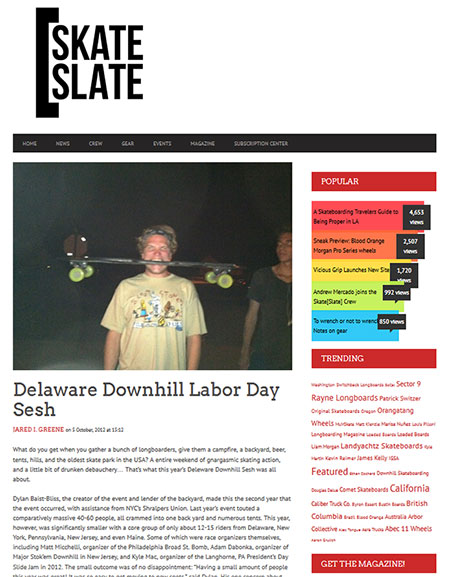 SKATE
SLATE
HOME NEWS CREW GEAR EVENTS MAGAZINE SUBSCRIPTION CENTER
Delaware Downhill Labor Day
Sesh
JARED I. GREENE on 5 October, 2012 at 15:12
What do you get when you gather a bunch of longboarders, give them a campfire, a backyard, beer,
tents, hills, and the oldest skate park in the USA? A entire weekend of gnargasmic skating action,
and a little bit of drunken debauchery... That's what this year's Delaware Downhill Sesh was all
about.
Dylan Baist-Bliss, the creator of the event and lender of the backyard, made this the second year that
the event occurred, with assistance from NYC's Shralpers Union. Last year's event touted a
comparatively massive 40-60 people, all crammed into one back yard and numerous tents. This year,
however, was significantly smaller with a core group of only about 12-15 riders from Delaware, New
York, Pennsylvania, New Jersey, and even Maine. Some of which were race organizers themselves,
including Matt Micchelli, organizer of the Philadelphia Broad St. Bomb, Adam Dabonka, organizer of
Major Stoklem Downhill in New Jersey, and Kyle Mac, organizer of the Langhorne, PA President's Day
Slide Jam in 2012. The small outcome was of no disappointment: "Having a small amount of people
POPULAR
A Skateboarding Travelers Guide to
Being Proper in LA
4,653
views
Sneak Preview: Blood Orange
Morgan Pro Series wheels
2,507
views
Vicious Grip Launches New Site
1,720
views
Andrew Mercado joins the
Skate[Slate] Crew
992 views
To wrench or not to wrench
Notes on gear
850 views
TRENDING
Washington Switchback Longboards Sector 9
Rayne Longboards Patrick Switzer
Original Skateboards Oregon Orangatang
Wheels Matt Kienzle Marisa Nuñez Louis Pilloni
Longboarding Magazine Loaded Boards
Liam Morgan Landyachtz Skateboards Kyle
Martin Kevin Reimer James Kelly IGSA
Featured Downhill Skateboarding
Douglas Dalua Comet Skateboards California
Caliber Truck Co. Byron Essert Bustin Boards British
Columbia Brazil Blood Orange Australia Arbor
Collective Alex Tongue Aera Trucks Abec 11 Wheels
GET THE MAGAZINE!